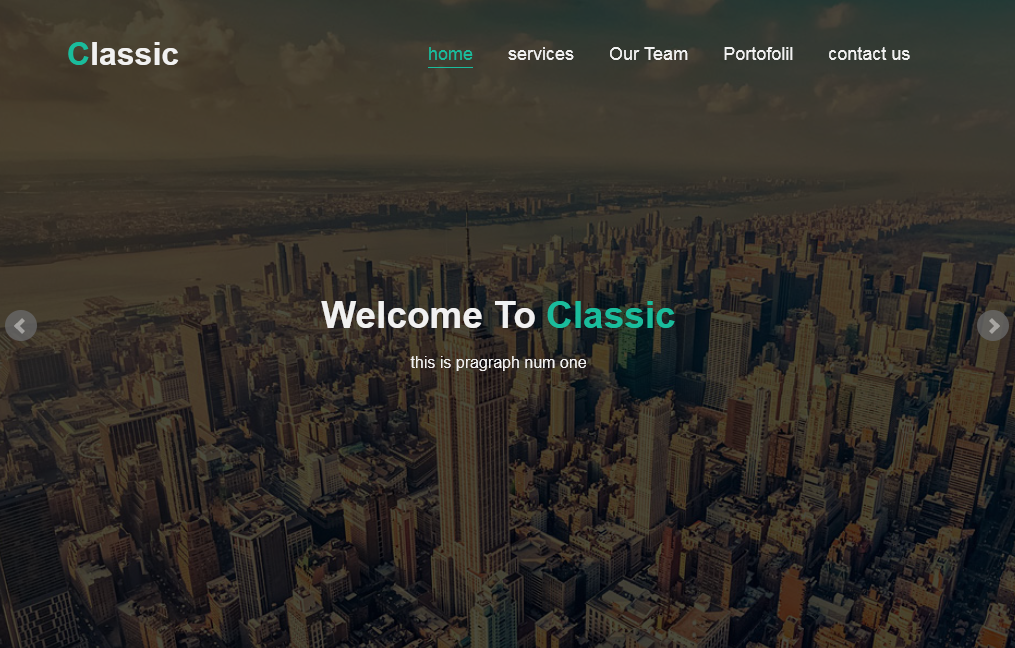 Classic
home services Our Team Portofolil contact us
Welcome To Classic
this is pragraph num one